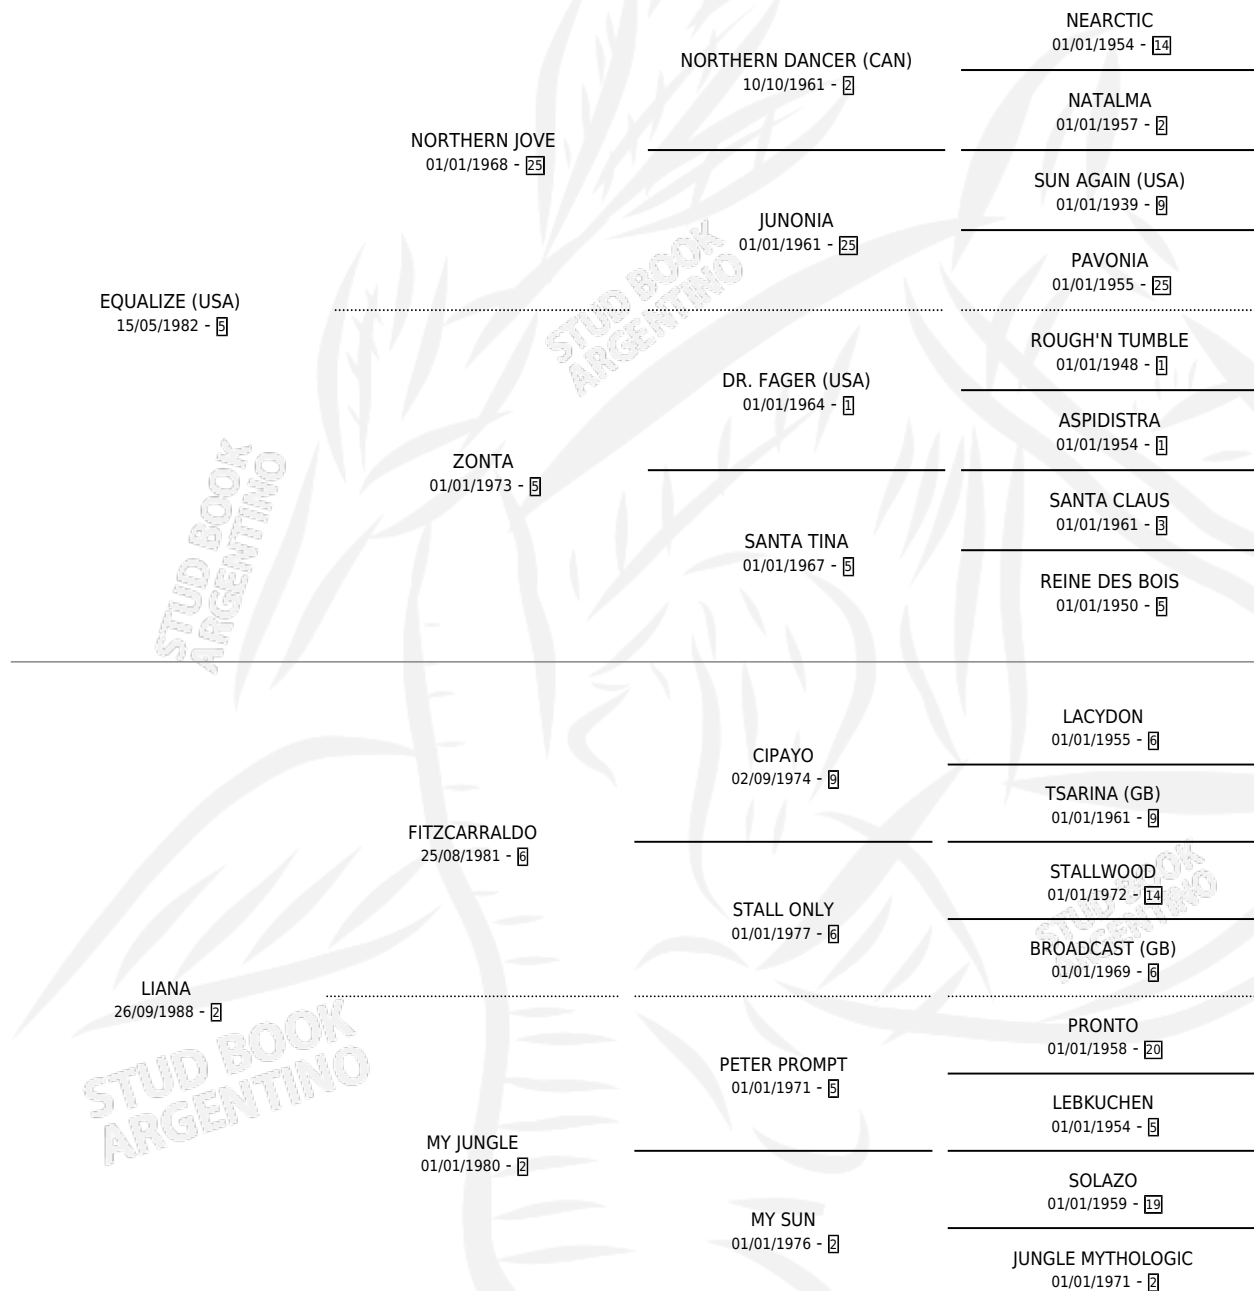 NEARCTIC
01/01/1954 - 14
NORTHERN DANCER (CAN)
10/10/1961 - 2
NATALMA
01/01/1957 - 2
NORTHERN JOVE
01/01/1968 - 25
SUN AGAIN (USA)
01/01/1939 - 9
JUNONIA
01/01/1961 - 25
PAVONIA
01/01/1955 - 25
EQUALIZE (USA)
15/05/1982 - 5
STUD BOOK
ARGENTINO
ROUGH'N TUMBLE
01/01/1948 - 1
DR. FAGER (USA)
01/01/1964 - 1
ASPIDISTRA
01/01/1954 - 1
ZONTA
01/01/1973 - 5
SANTA CLAUS
01/01/1961 - 3
SANTA TINA
01/01/1967 - 5
REINE DES BOIS
01/01/1950 - 5
STUD BOOK
ARGENTINO
LACYDON
01/01/1955 - 6
CIPAYO
02/09/1974 - 9
TSARINA (GB)
01/01/1961 - 9
FITZCARRALDO
25/08/1981 - 6
STALLWOOD
01/01/1972 - 14
STALL ONLY
01/01/1977 - 6
BROADCAST (GB)
01/01/1969 - 6
STUD BOOK
ARGENTINO
LIANA
26/09/1988 - 2
STUD BOOK
ARGENTINO
PRONTO
01/01/1958 - 20
PETER PROMPT
01/01/1971 - 5
LEBKUCHEN
01/01/1954 - 5
MY JUNGLE
01/01/1980 - 2
SOLAZO
01/01/1959 - 19
MY SUN
01/01/1976 - 2
JUNGLE MYTHOLOGIC
01/01/1971 - 2